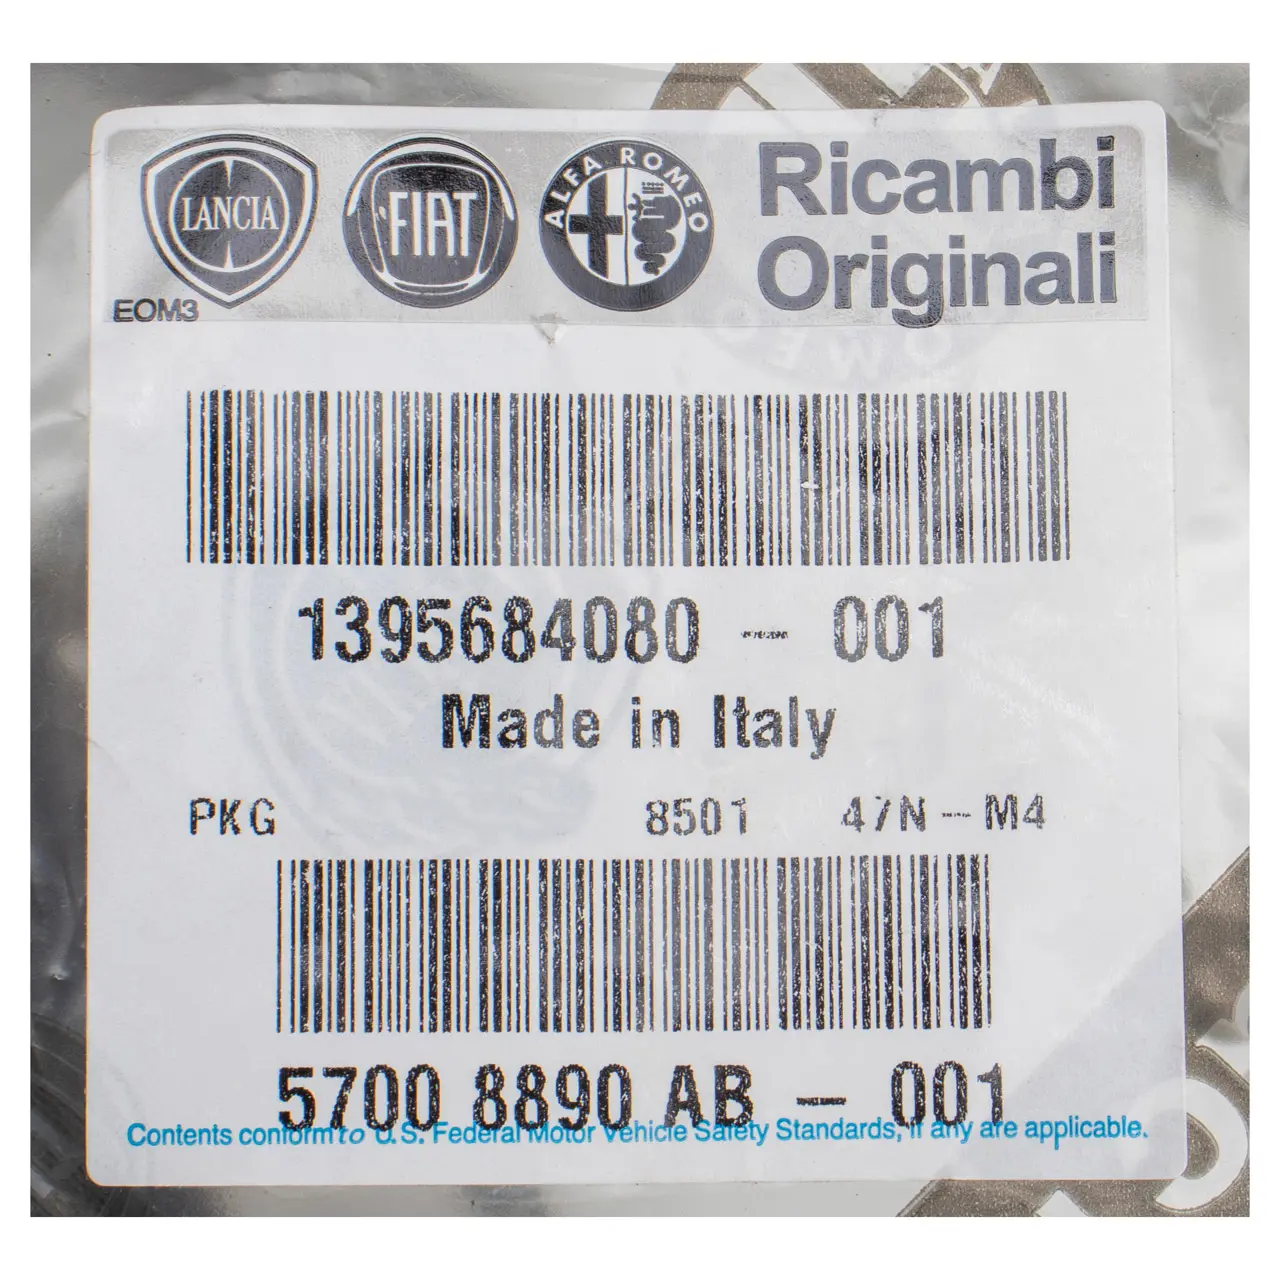 LANCIA FIAT ALFA ROMEO Ricambi
Originali
EOM3
1395684080 - 001
Made in Italy
PKG 8501 47N-M4
5700 8890 AB - 001
Contents conform to U.S. Federal Motor Vehicle Safety Standards, if any are applicable.